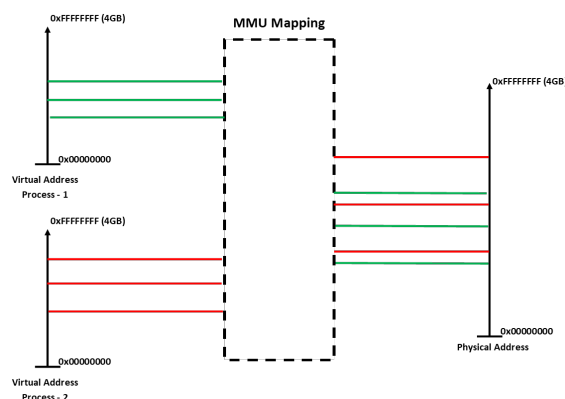 0xFFFFFFFF (4GB)
MMU Mapping
0xFFFFFFFF (4GB
0x00000000
Virtual Address
Process - 1
0xFFFFFFFF (4GB)
0x00000000
Physical Address
0x00000000
Virtual Address
Process - 2